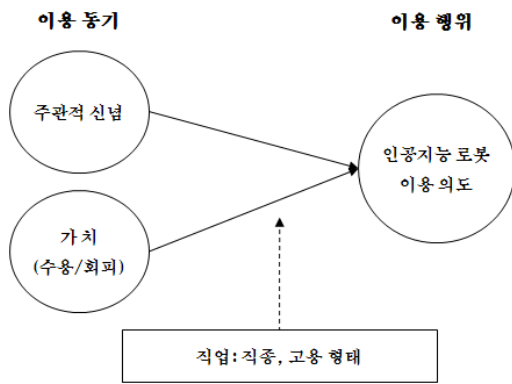 이용 동기
이용 행위
주관적 신념
인공지능 로봇
이용 의도
가치
(수용/회피)
직업: 직종, 고용 형태